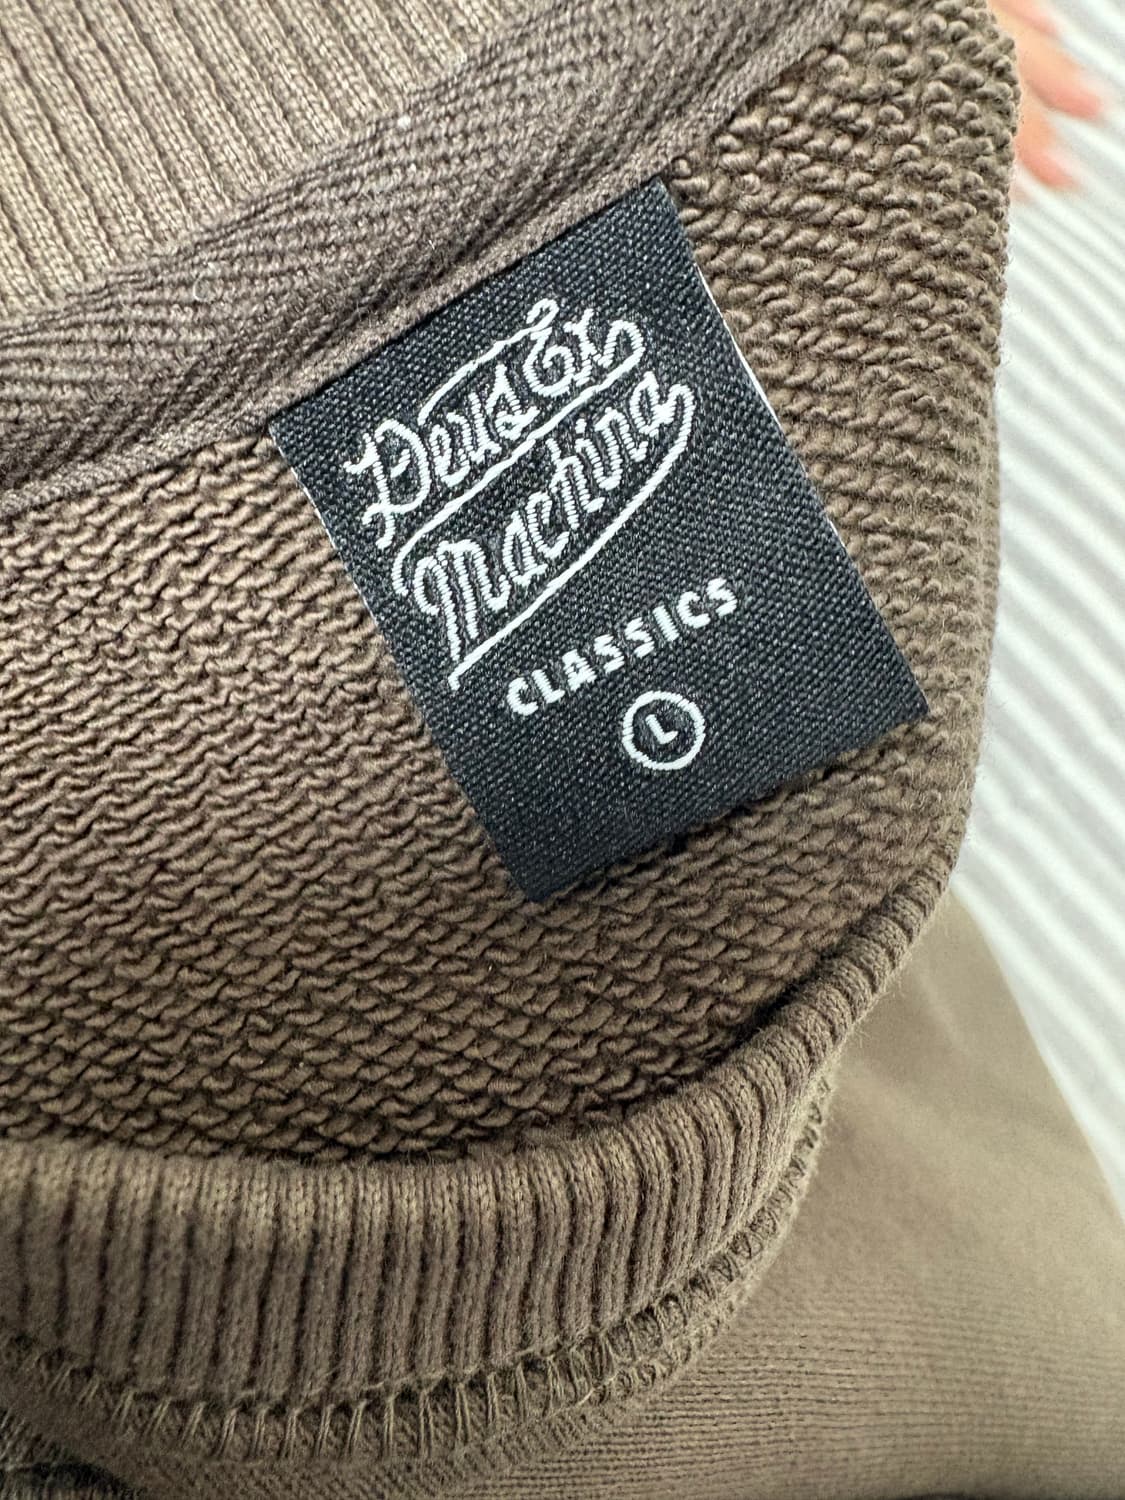 Deus Ex
Machina
CLASSICS
L